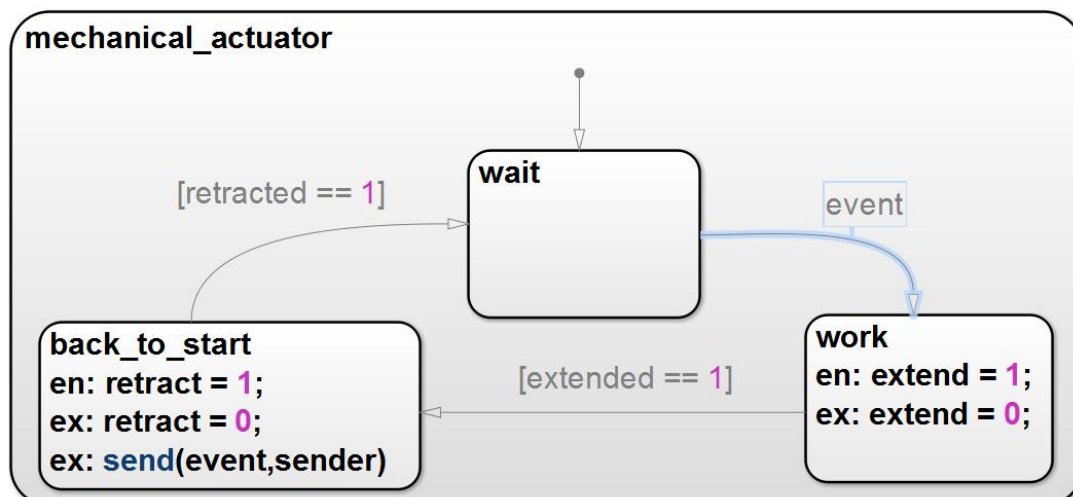 mechanical_actuator
wait
[retracted == 1]
event
back_to_start
en: retract = 1;
ex: retract = 0;
ex: send(event,sender)
[extended == 1]
work
en: extend = 1;
ex: extend = 0;